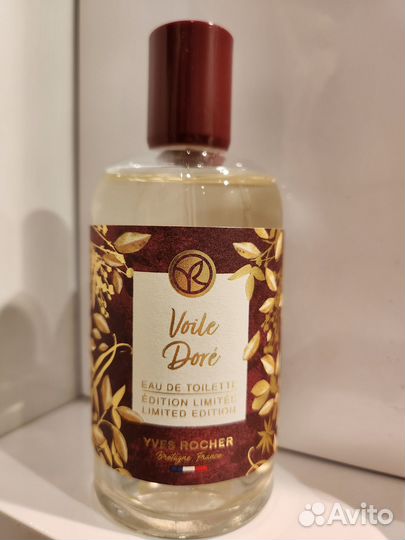 Voile
Doré
EAU DE TOILETTE
ÉDITION LIMITÉE
LIMITED EDITION
YVES ROCHER
Bretagne, France
Avito